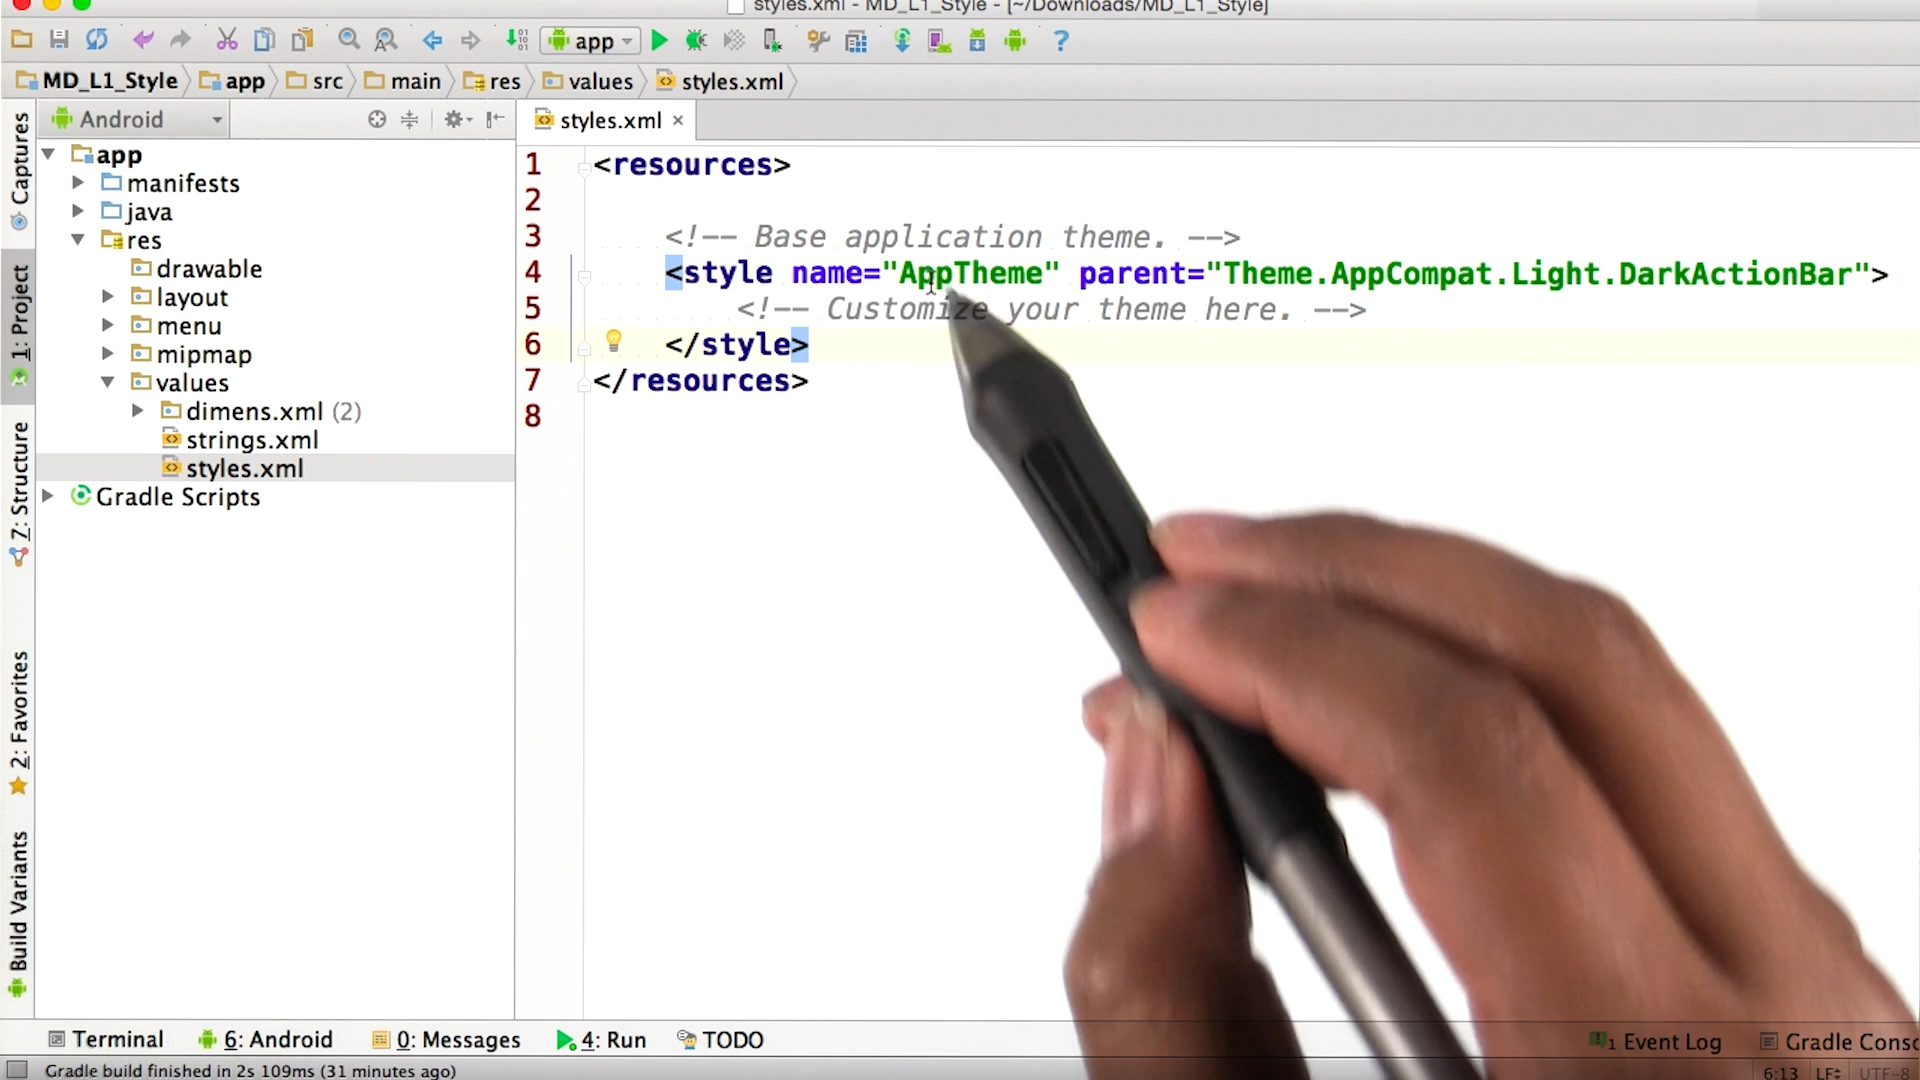 styles.xml - MD_L1_Style - [~/Downloads/MD_L1_Style]
app
MD_L1_Style app src main res values styles.xml
Android
styles.xml
Captures
1: Project
7: Structure
2: Favorites
Build Variants
app
manifests
java
res
drawable
layout
menu
mipmap
values
dimens.xml (2)
strings.xml
styles.xml
Gradle Scripts
1 <resources>
2
3 <!-- Base application theme. -->
4 <style name="AppTheme" parent="Theme.AppCompat.Light.DarkActionBar">
5 <!-- Customize your theme here. -->
6 </style>
7 </resources>
8
Terminal 6: Android 0: Messages 4: Run TODO
1 Event Log Gradle Conso
Gradle build finished in 2s 109ms (31 minutes ago)
6:13 LF UTF-8